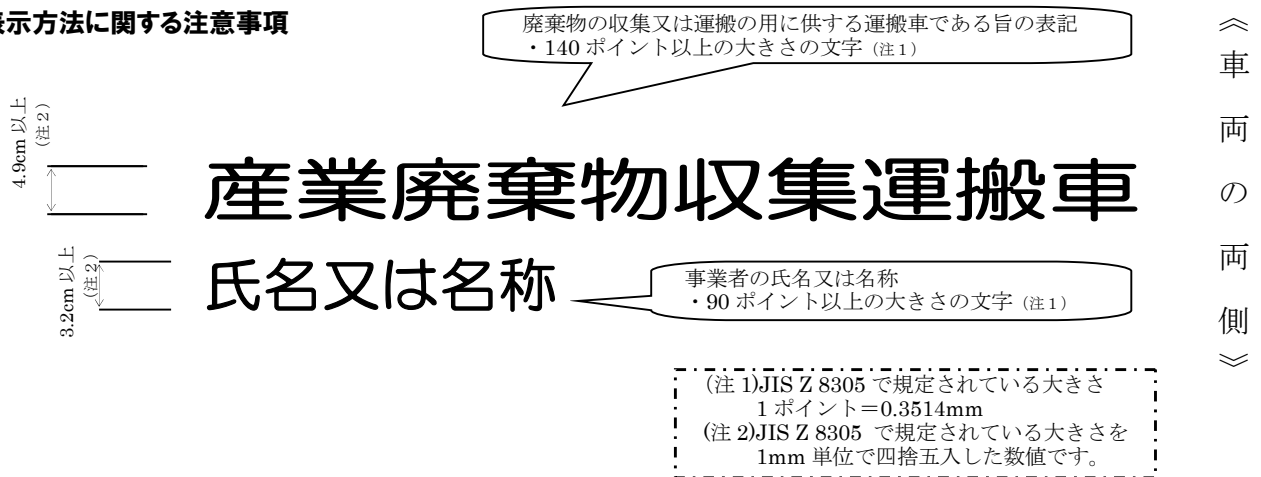 表示方法に関する注意事項
廃棄物の収集又は運搬の用に供する運搬車である旨の表記
・140 ポイント以上の大きさの文字（注１）
4.9cm 以上
（注２）
産業廃棄物収集運搬車
3.2cm 以上
（注２）
氏名又は名称
事業者の氏名又は名称
・90 ポイント以上の大きさの文字（注１）
(注 1)JIS Z 8305 で規定されている大きさ
1 ポイント＝0.3514mm
(注 2)JIS Z 8305 で規定されている大きさを
1mm 単位で四捨五入した数値です。
≪車両の両側≫